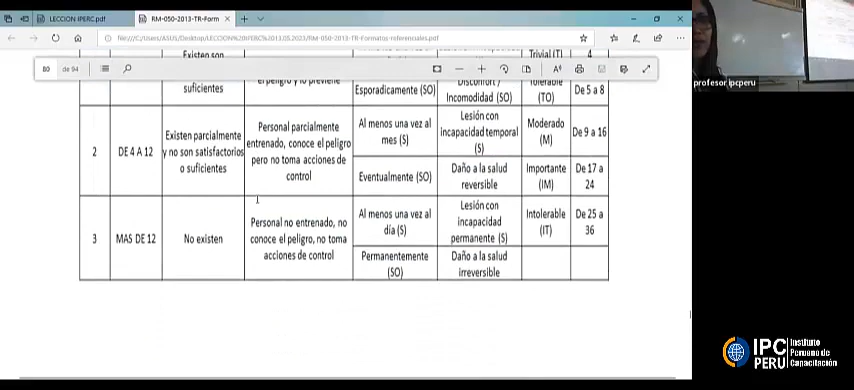 LECCION IPERC.pdf
RM-050-2013-TR-Form
file:///C:/Users/ASUS/Desktop/LECCION%20IPERC%2013/JS.2023/RM-050-2013-TR-Formatos-referenciales.pdf
80 de 94
Existen son
Trivial (T) 4
suficientes
el peligro y lo previene
Esporadicamente (SO)
Disconfort /
Incomodidad (SO)
Tolerable
(TO)
De 5 a 8
2
DE 4 A 12
Existen parcialmente
y no son satisfactorios
o suficientes
Personal parcialmente
entrenado, conoce el peligro
pero no toma acciones de
control
Al menos una vez al
mes (S)
Lesión con
incapacidad temporal
(S)
Moderado
(M)
De 9 a 16
Eventualmente (SO)
Daño a la salud
reversible
Importante
(IM)
De 17 a
24
3
MAS DE 12
No existen
Personal no entrenado, no
conoce el peligro, no toma
acciones de control
Al menos una vez al
día (S)
Lesión con
incapacidad
permanente (S)
Intolerable
(IT)
De 25 a
36
Permanentemente
(SO)
Daño a la salud
irreversible
profesor ipcperu
IPC
PERU
Instituto
Peruano de
Capacitación